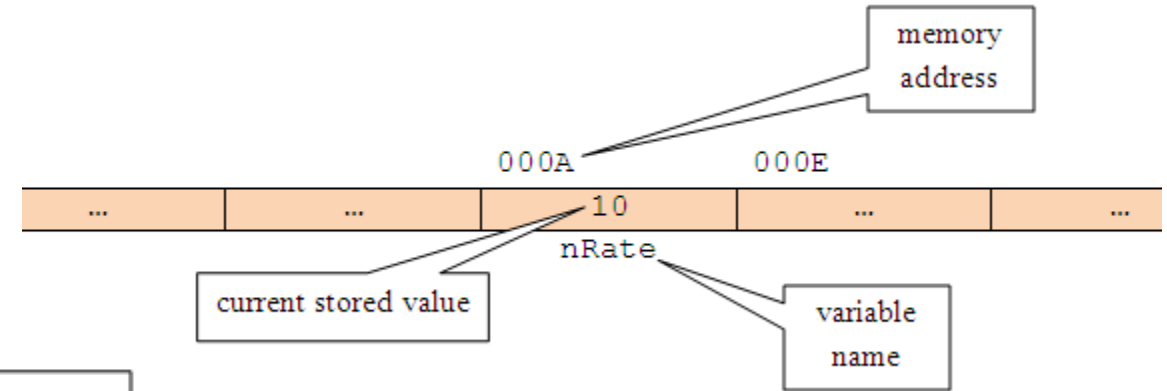 memory
address
000A 000E
... ... 10 ... ...
nRate
current stored value
variable
name